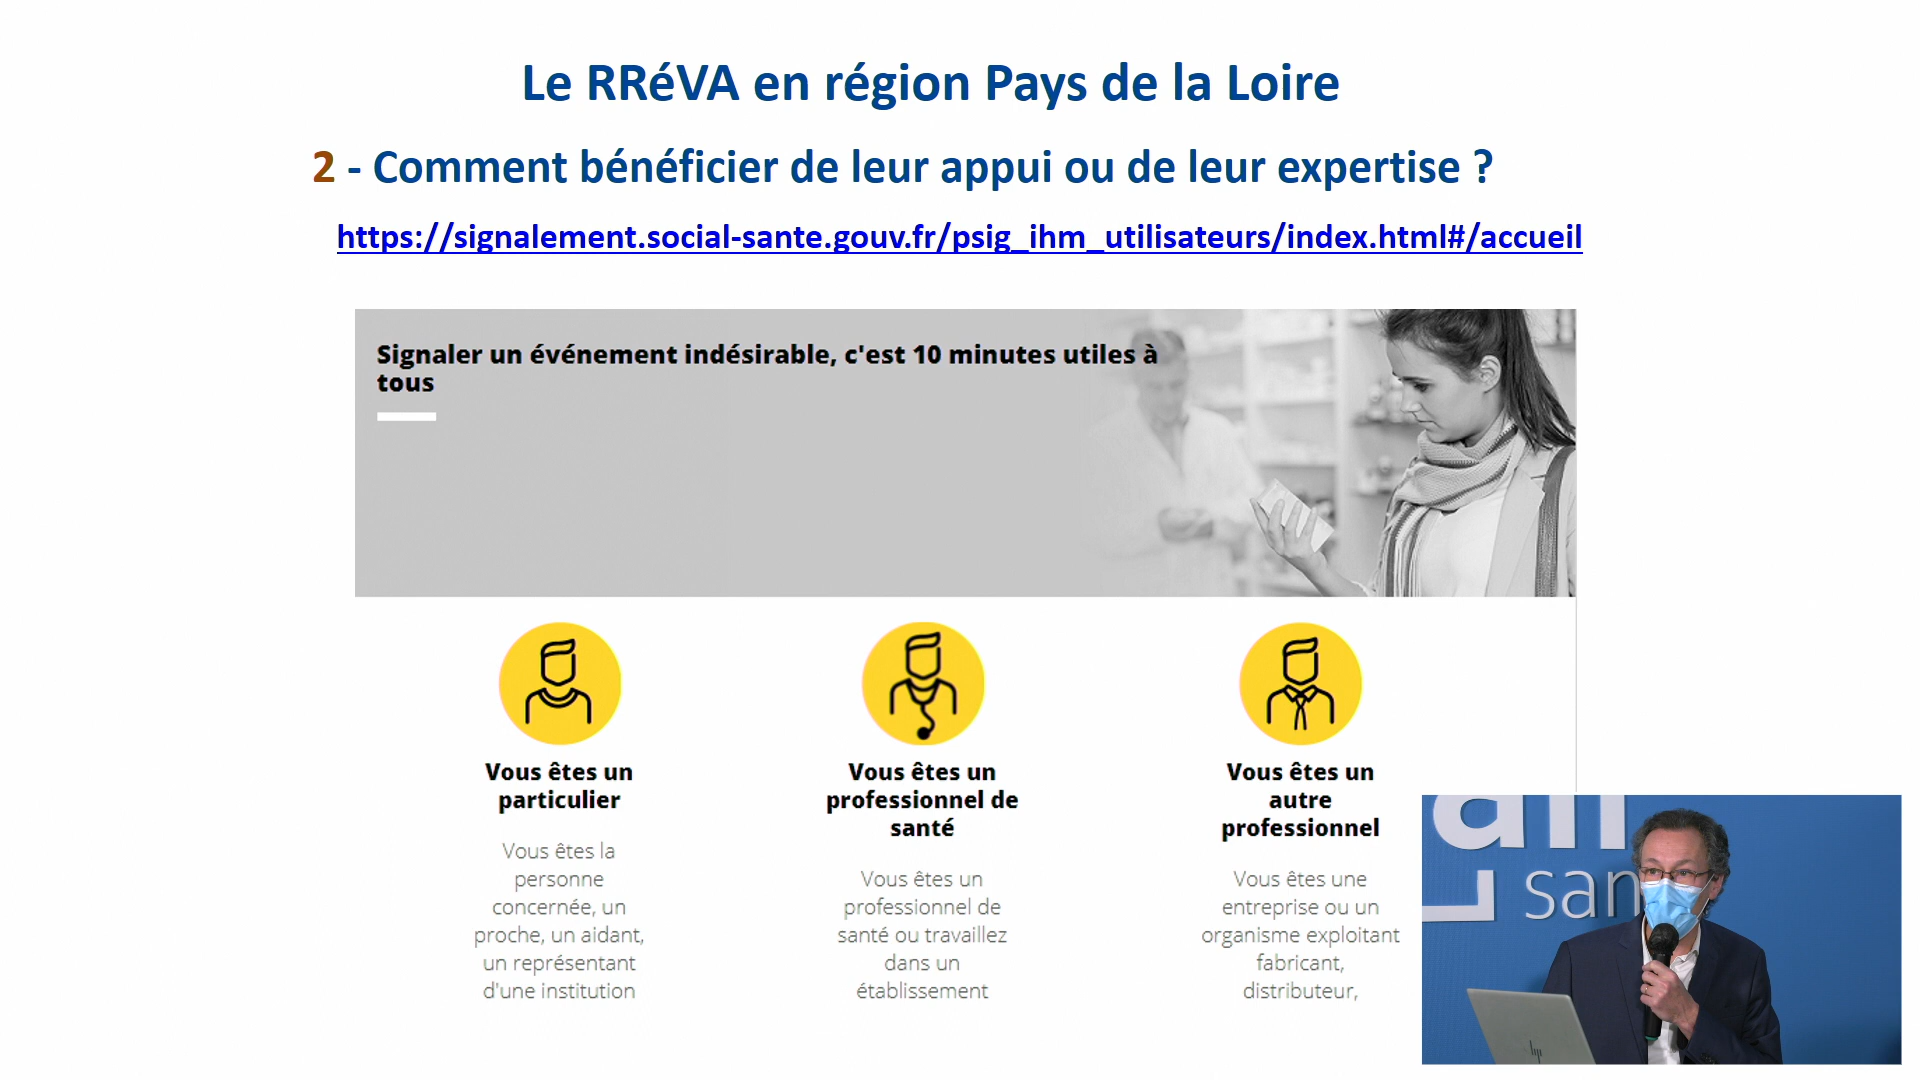 Le RRéVA en région Pays de la Loire
2 - Comment bénéficier de leur appui ou de leur expertise ?
https://signalement.social-sante.gouv.fr/psig_ihm_utilisateurs/index.html#/accueil
Signaler un événement indésirable, c'est 10 minutes utiles à
tous
Vous êtes un
particulier
Vous êtes la
personne
concernée, un
proche, un aidant,
un représentant
d'une institution
Vous êtes un
professionnel de
santé
Vous êtes un
professionnel de
santé ou travaillez
dans un
établissement
Vous êtes un
autre
professionnel
Vous êtes une
entreprise ou un
organisme exploitant
fabricant,
distributeur,
san
hp